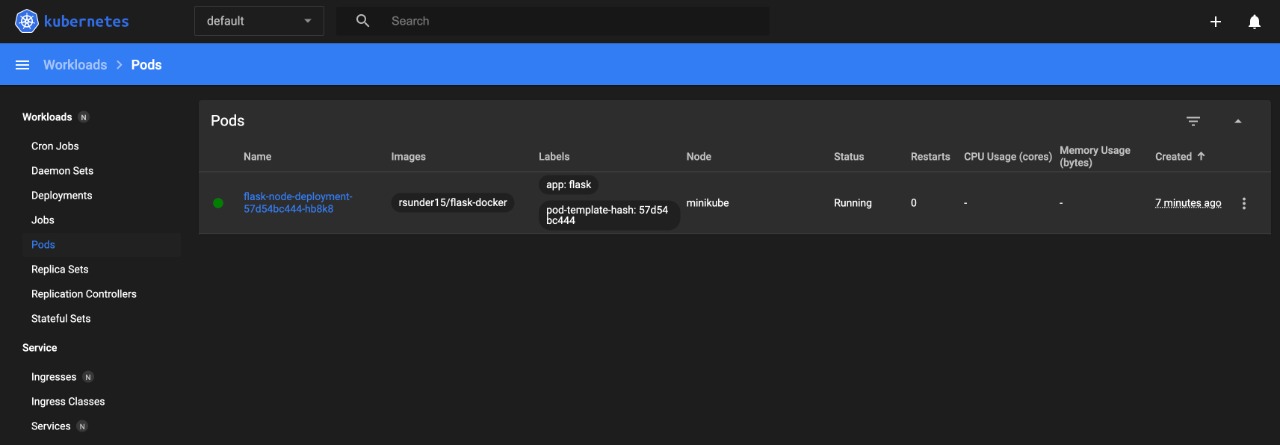 kubernetes
default
Search
Workloads > Pods
Workloads N
Cron Jobs
Daemon Sets
Deployments
Jobs
Pods
Replica Sets
Replication Controllers
Stateful Sets
Service
Ingresses N
Ingress Classes
Services N
Pods
Name Images Labels Node Status Restarts CPU Usage (cores) Memory Usage (bytes) Created
flask-node-deployment-
57d54bc444-hb8k8
rsunder15/flask-docker
app: flask
pod-template-hash: 57d54
bc444
minikube
Running
0
-
-
7 minutes ago